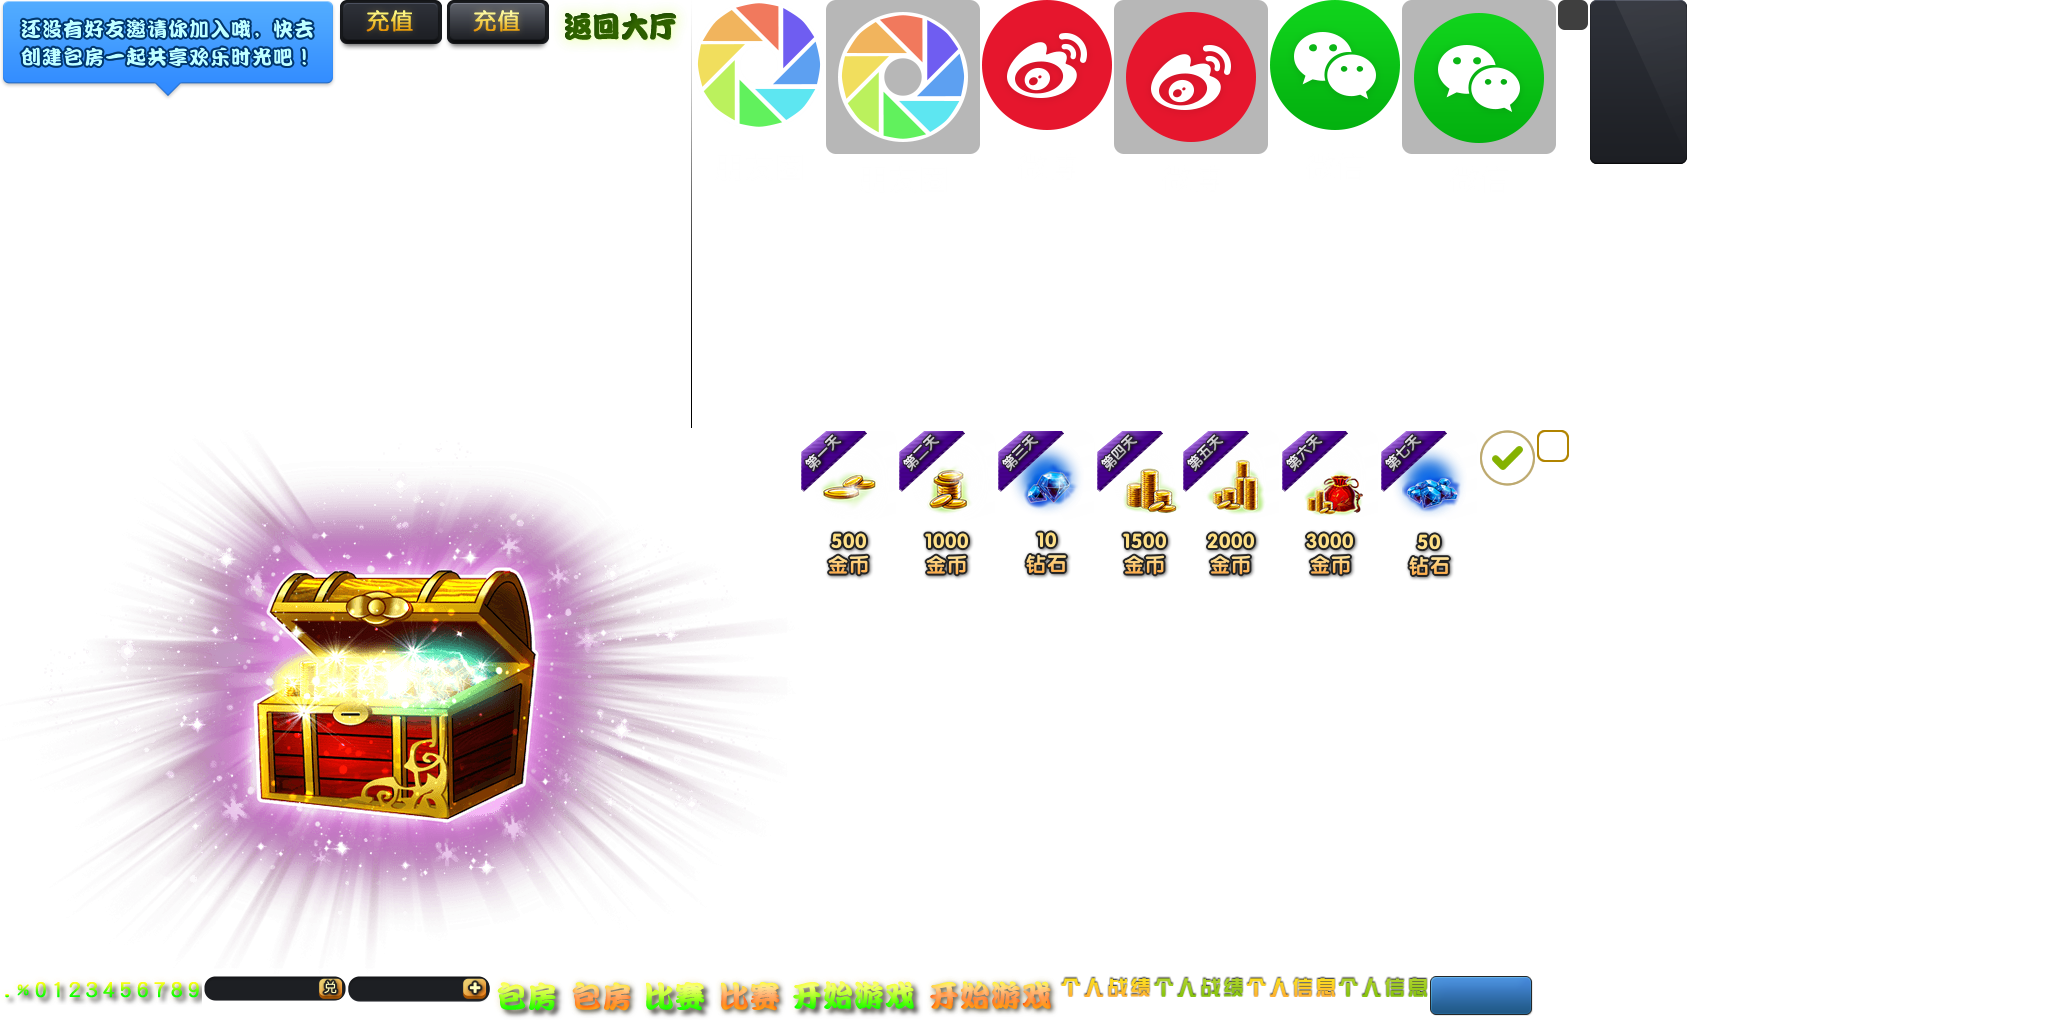 还没有好友邀请你加入哦，快去
创建包房一起共享欢乐时光吧！
充值
充值
返回大厅
第一天
500
金币
第二天
1000
金币
第三天
10
钻石
第四天
1500
金币
第五天
2000
金币
第六天
3000
金币
第七天
50
钻石
.%0123456789
兑
包房
包房
比赛
比赛
开始游戏
开始游戏
个人战绩
个人战绩
个人信息
个人信息